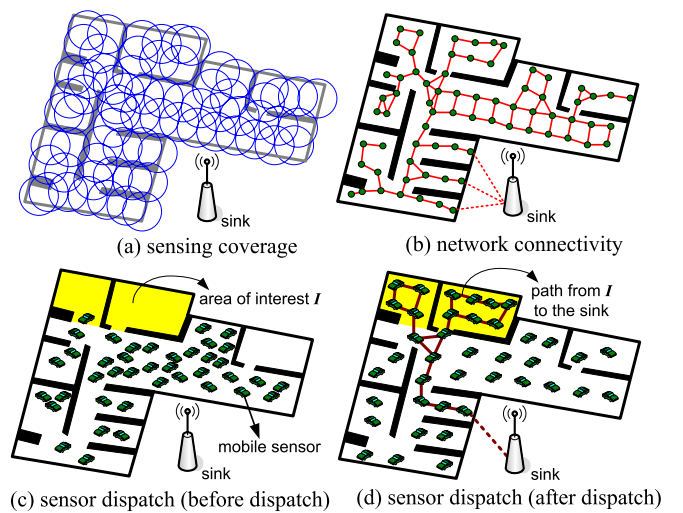 sink
(a) sensing coverage
sink
(b) network connectivity
area of interest I
mobile sensor
sink
(c) sensor dispatch (before dispatch)
path from I
to the sink
sink
(d) sensor dispatch (after dispatch)